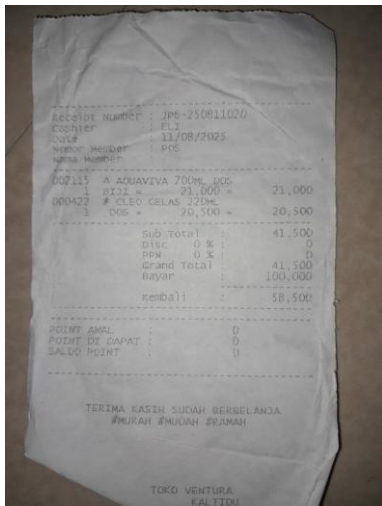 Receipt Number : JP6-250811020
Cashier : ELI
Date : 11/08/2025
Nomor Member : POS
Nama Member
002115 A AQUAVIVA 700ML DOS
1 BIJI = 21,000 = 21,000
000422 # CLEO GELAS 220ML
1 DOS = 20,500 = 20,500
Sub Total : 41,500
Disc 0 % : 0
PPN 0 % : 0
Grand Total : 41,500
Bayar : 100,000
Kembali : 58,500
POINT AWAL : 0
POINT DI DAPAT : 0
SALDO POINT : 0
TERIMA KASIH SUDAH BERBELANJA
#MURAH #MUDAH #RAMAH
TOKO VENTURA
KALTIDU